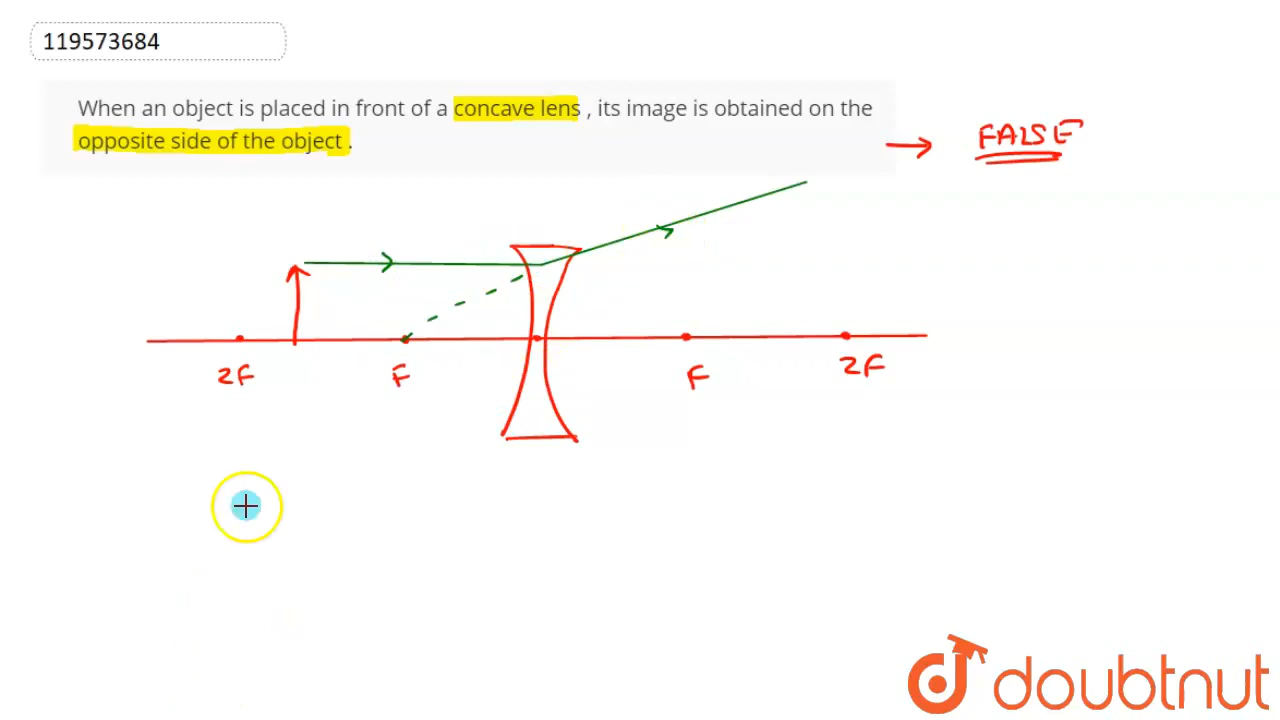 119573684
When an object is placed in front of a concave lens , its image is obtained on the
opposite side of the object .
→ FALSE
2F F F 2F
doubtnut